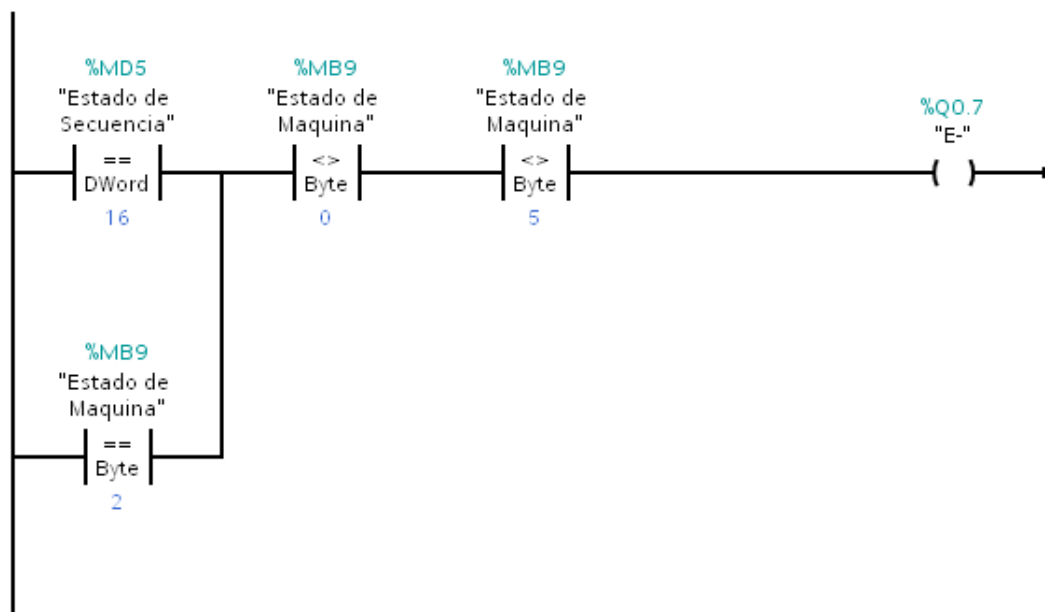 %MD5
"Estado de
Secuencia"
==
DWord
16
%MB9
"Estado de
Maquina"
<>
Byte
0
%MB9
"Estado de
Maquina"
<>
Byte
5
%Q0.7
"E-"
%MB9
"Estado de
Maquina"
==
Byte
2